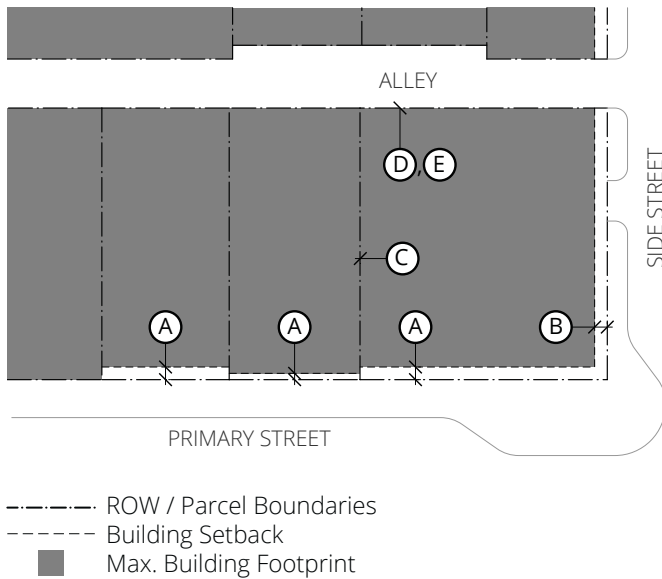 ALLEY
D, E
SIDE STREET
C
A A A B
PRIMARY STREET
ROW / Parcel Boundaries
Building Setback
Max. Building Footprint